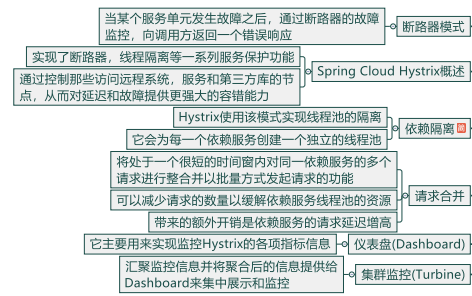 当某个服务单元发生故障之后，通过断路器的故障
监控，向调用方返回一个错误响应
断路器模式
实现了断路器，线程隔离等一系列服务保护功能
通过控制那些访问远程系统，服务和第三方库的节
点，从而对延迟和故障提供更强大的容错能力
Spring Cloud Hystrix概述
Hystrix使用该模式实现线程池的隔离
它会为每一个依赖服务创建一个独立的线程池
依赖隔离
将处于一个很短的时间窗内对同一依赖服务的多个
请求进行整合并以批量方式发起请求的功能
可以减少请求的数量以缓解依赖服务线程池的资源
带来的额外开销是依赖服务的请求延迟增高
请求合并
它主要用来实现监控Hystrix的各项指标信息
仪表盘(Dashboard)
汇聚监控信息并将聚合后的信息提供给
Dashboard来集中展示和监控
集群监控(Turbine)